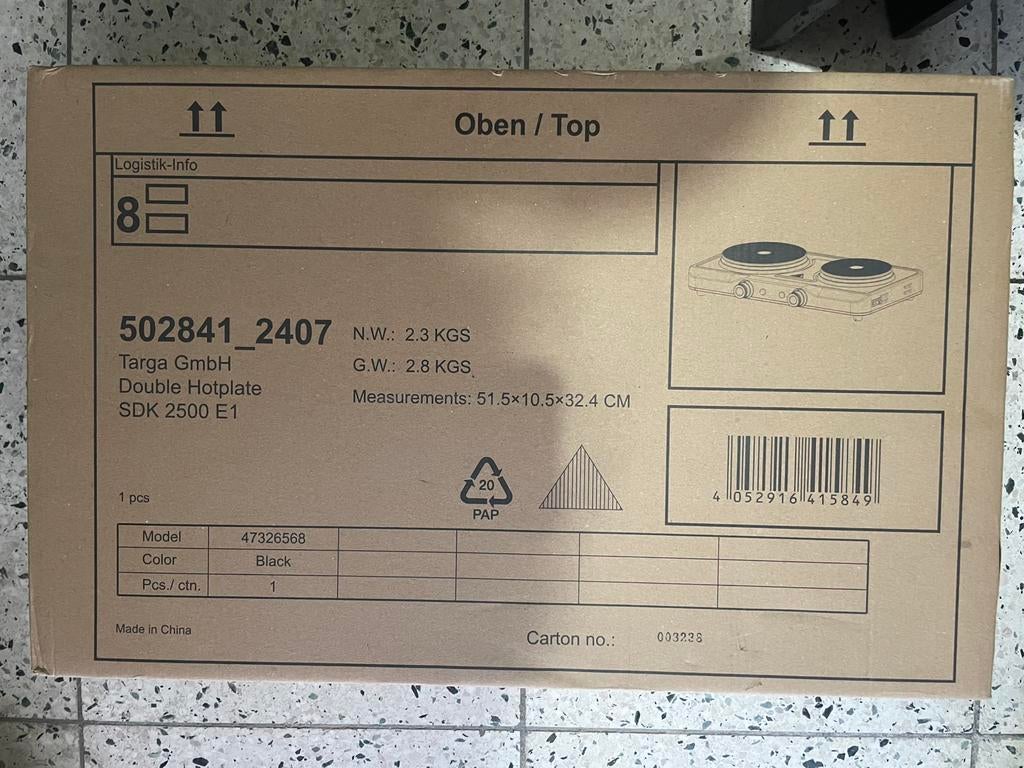 Oben / Top
Logistik-Info
8
502841_2407
Targa GmbH
Double Hotplate
SDK 2500 E1
N.W.: 2.3 KGS
G.W.: 2.8 KGS
Measurements: 51.5×10.5×32.4 CM
20
PAP
4 052916 415849
1 pcs
Model 47326568
Color Black
Pcs./ ctn. 1
Made in China
Carton no.: 003238